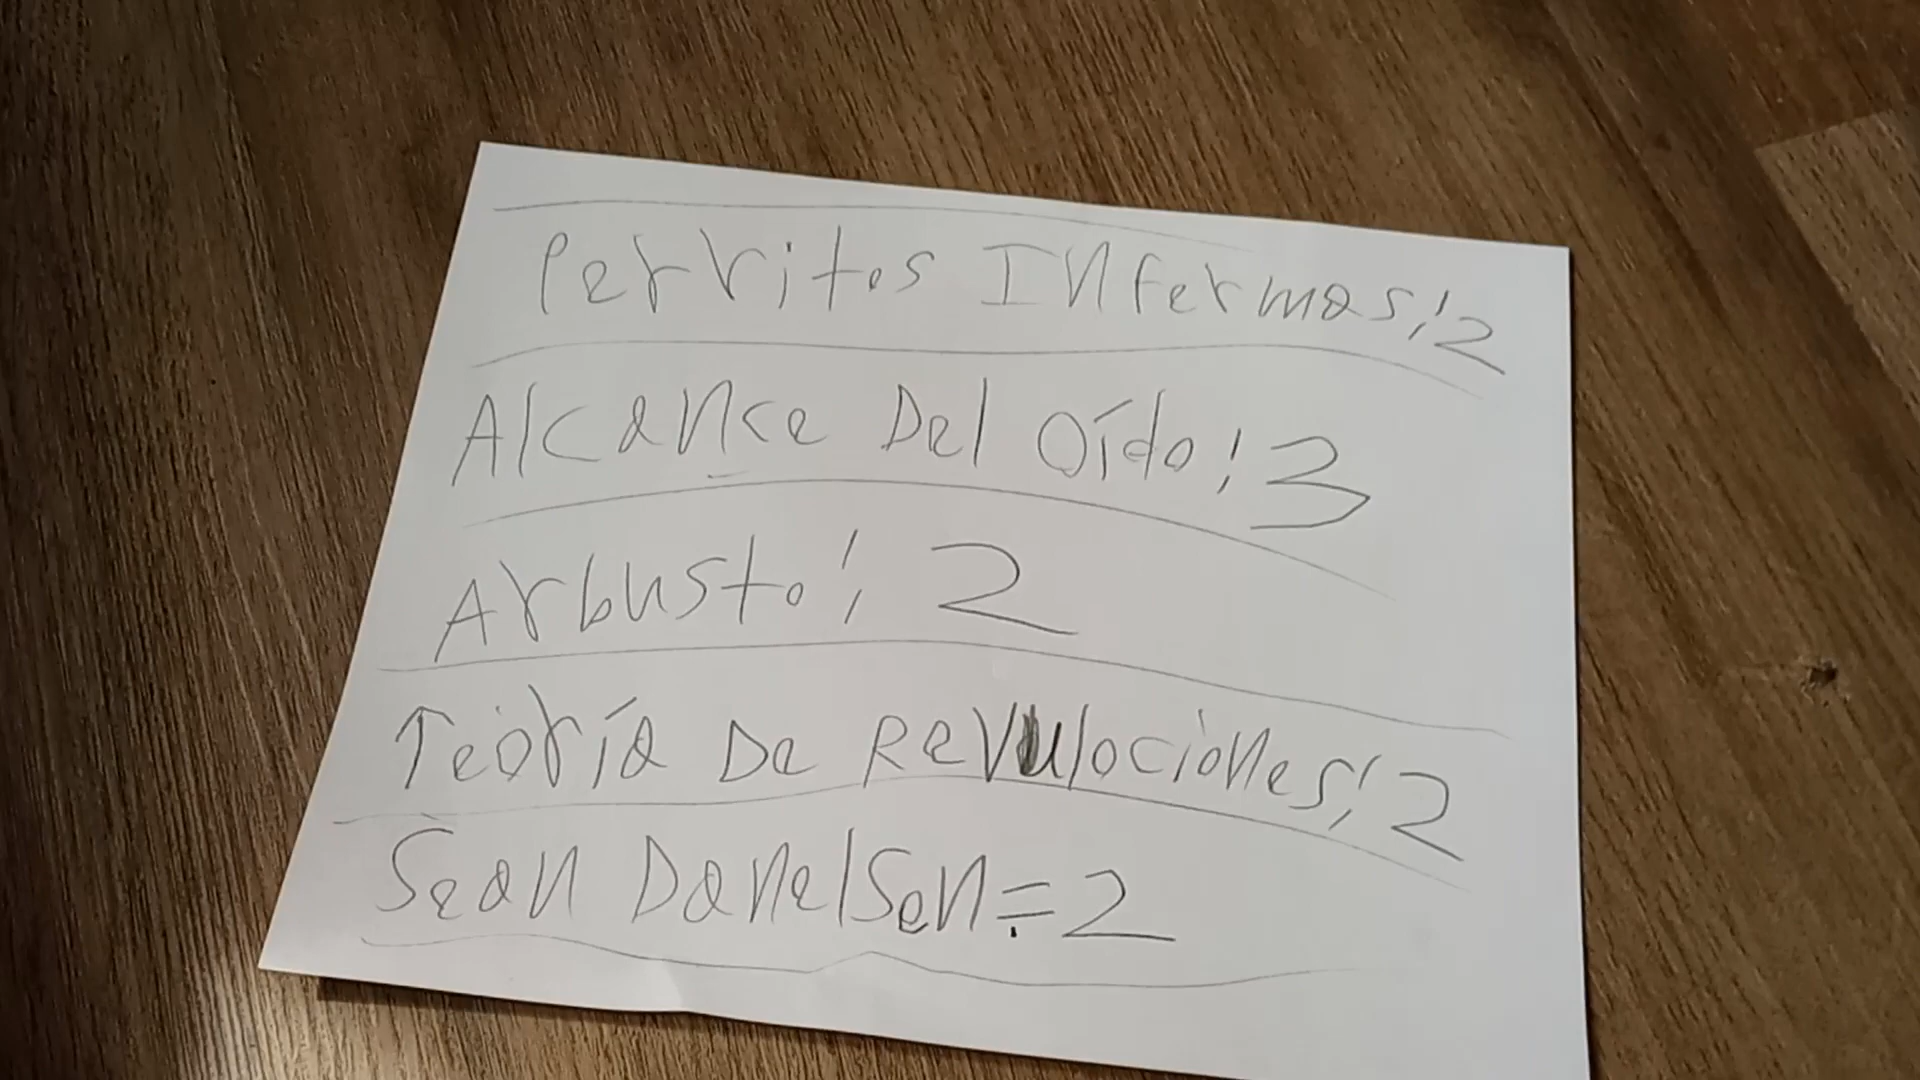 Perritos Infermos: 2
Alcance Del Oído: 3
Arbusto: 2
Teoría De Revulociones: 2
Sean Danelsen = 2